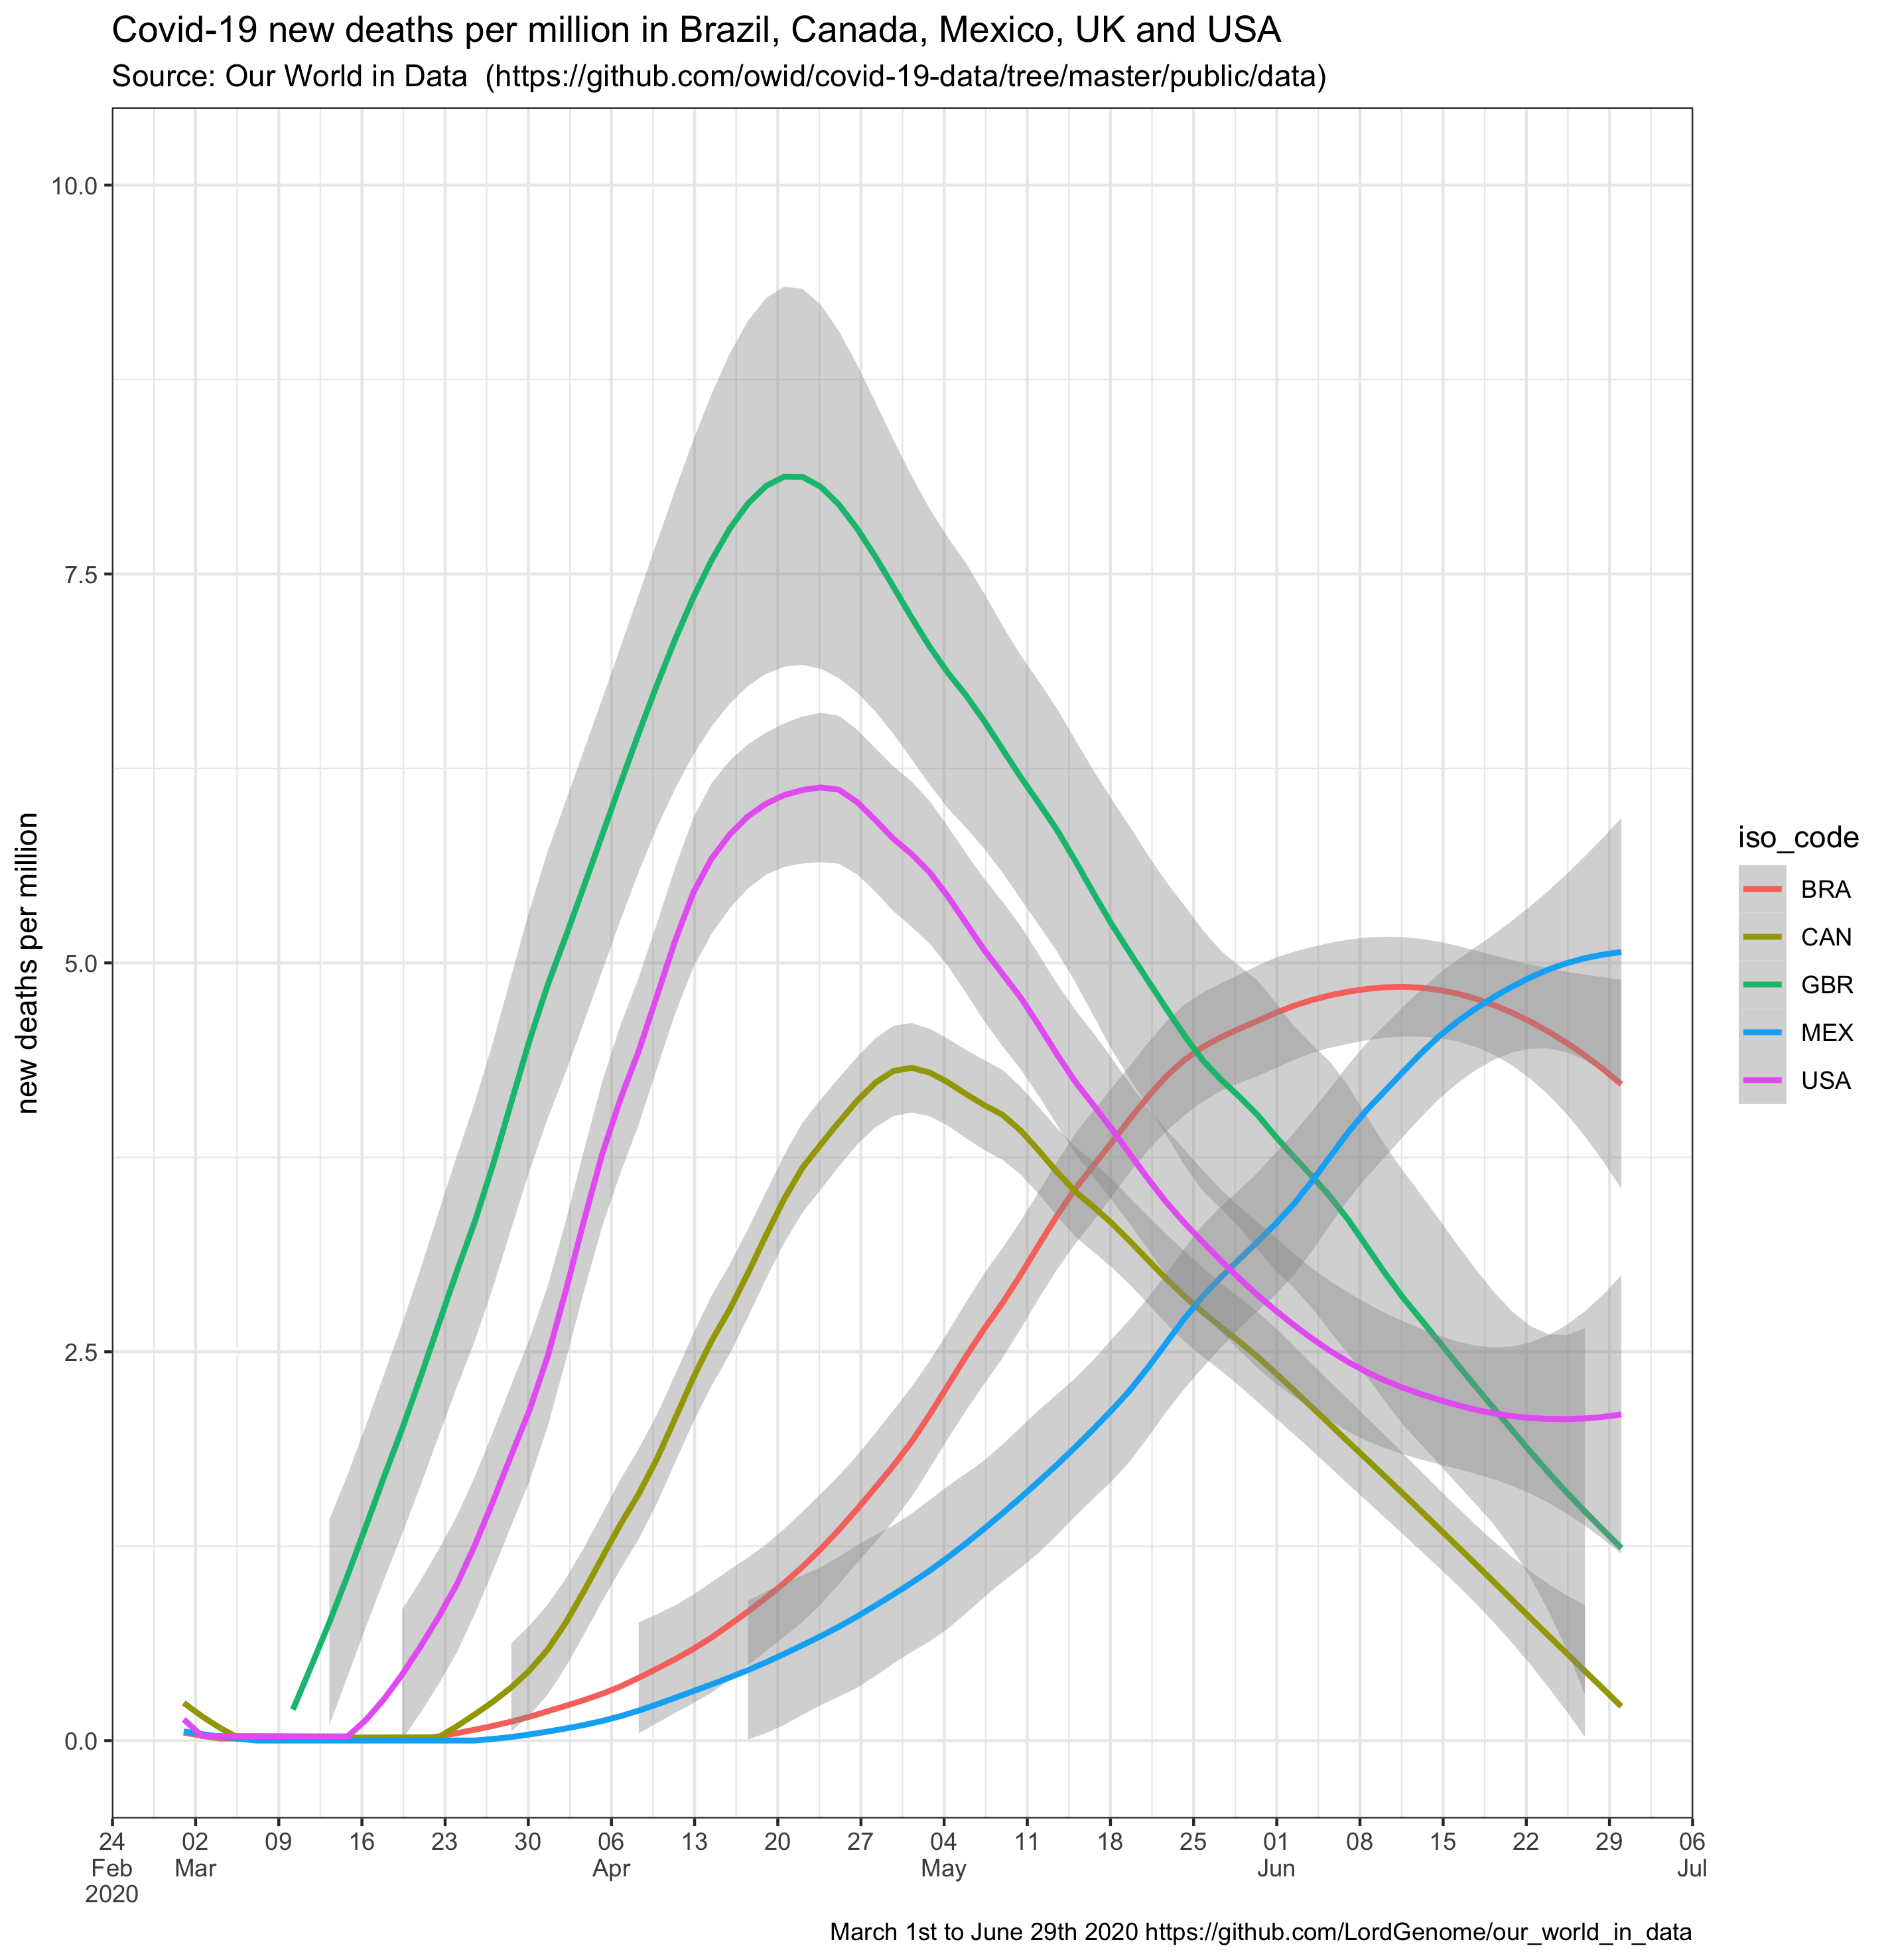 Covid-19 new deaths per million in Brazil, Canada, Mexico, UK and USA
Source: Our World in Data  (https://github.com/owid/covid-19-data/tree/master/public/data)
new deaths per million
10.0
7.5
5.0
2.5
0.0
24 02 09 16 23 30 06 13 20 27 04 11 18 25 01 08 15 22 29 06
Feb Mar Apr May Jun Jul
2020
iso_code
BRA
CAN
GBR
MEX
USA
March 1st to June 29th 2020 https://github.com/LordGenome/our_world_in_data